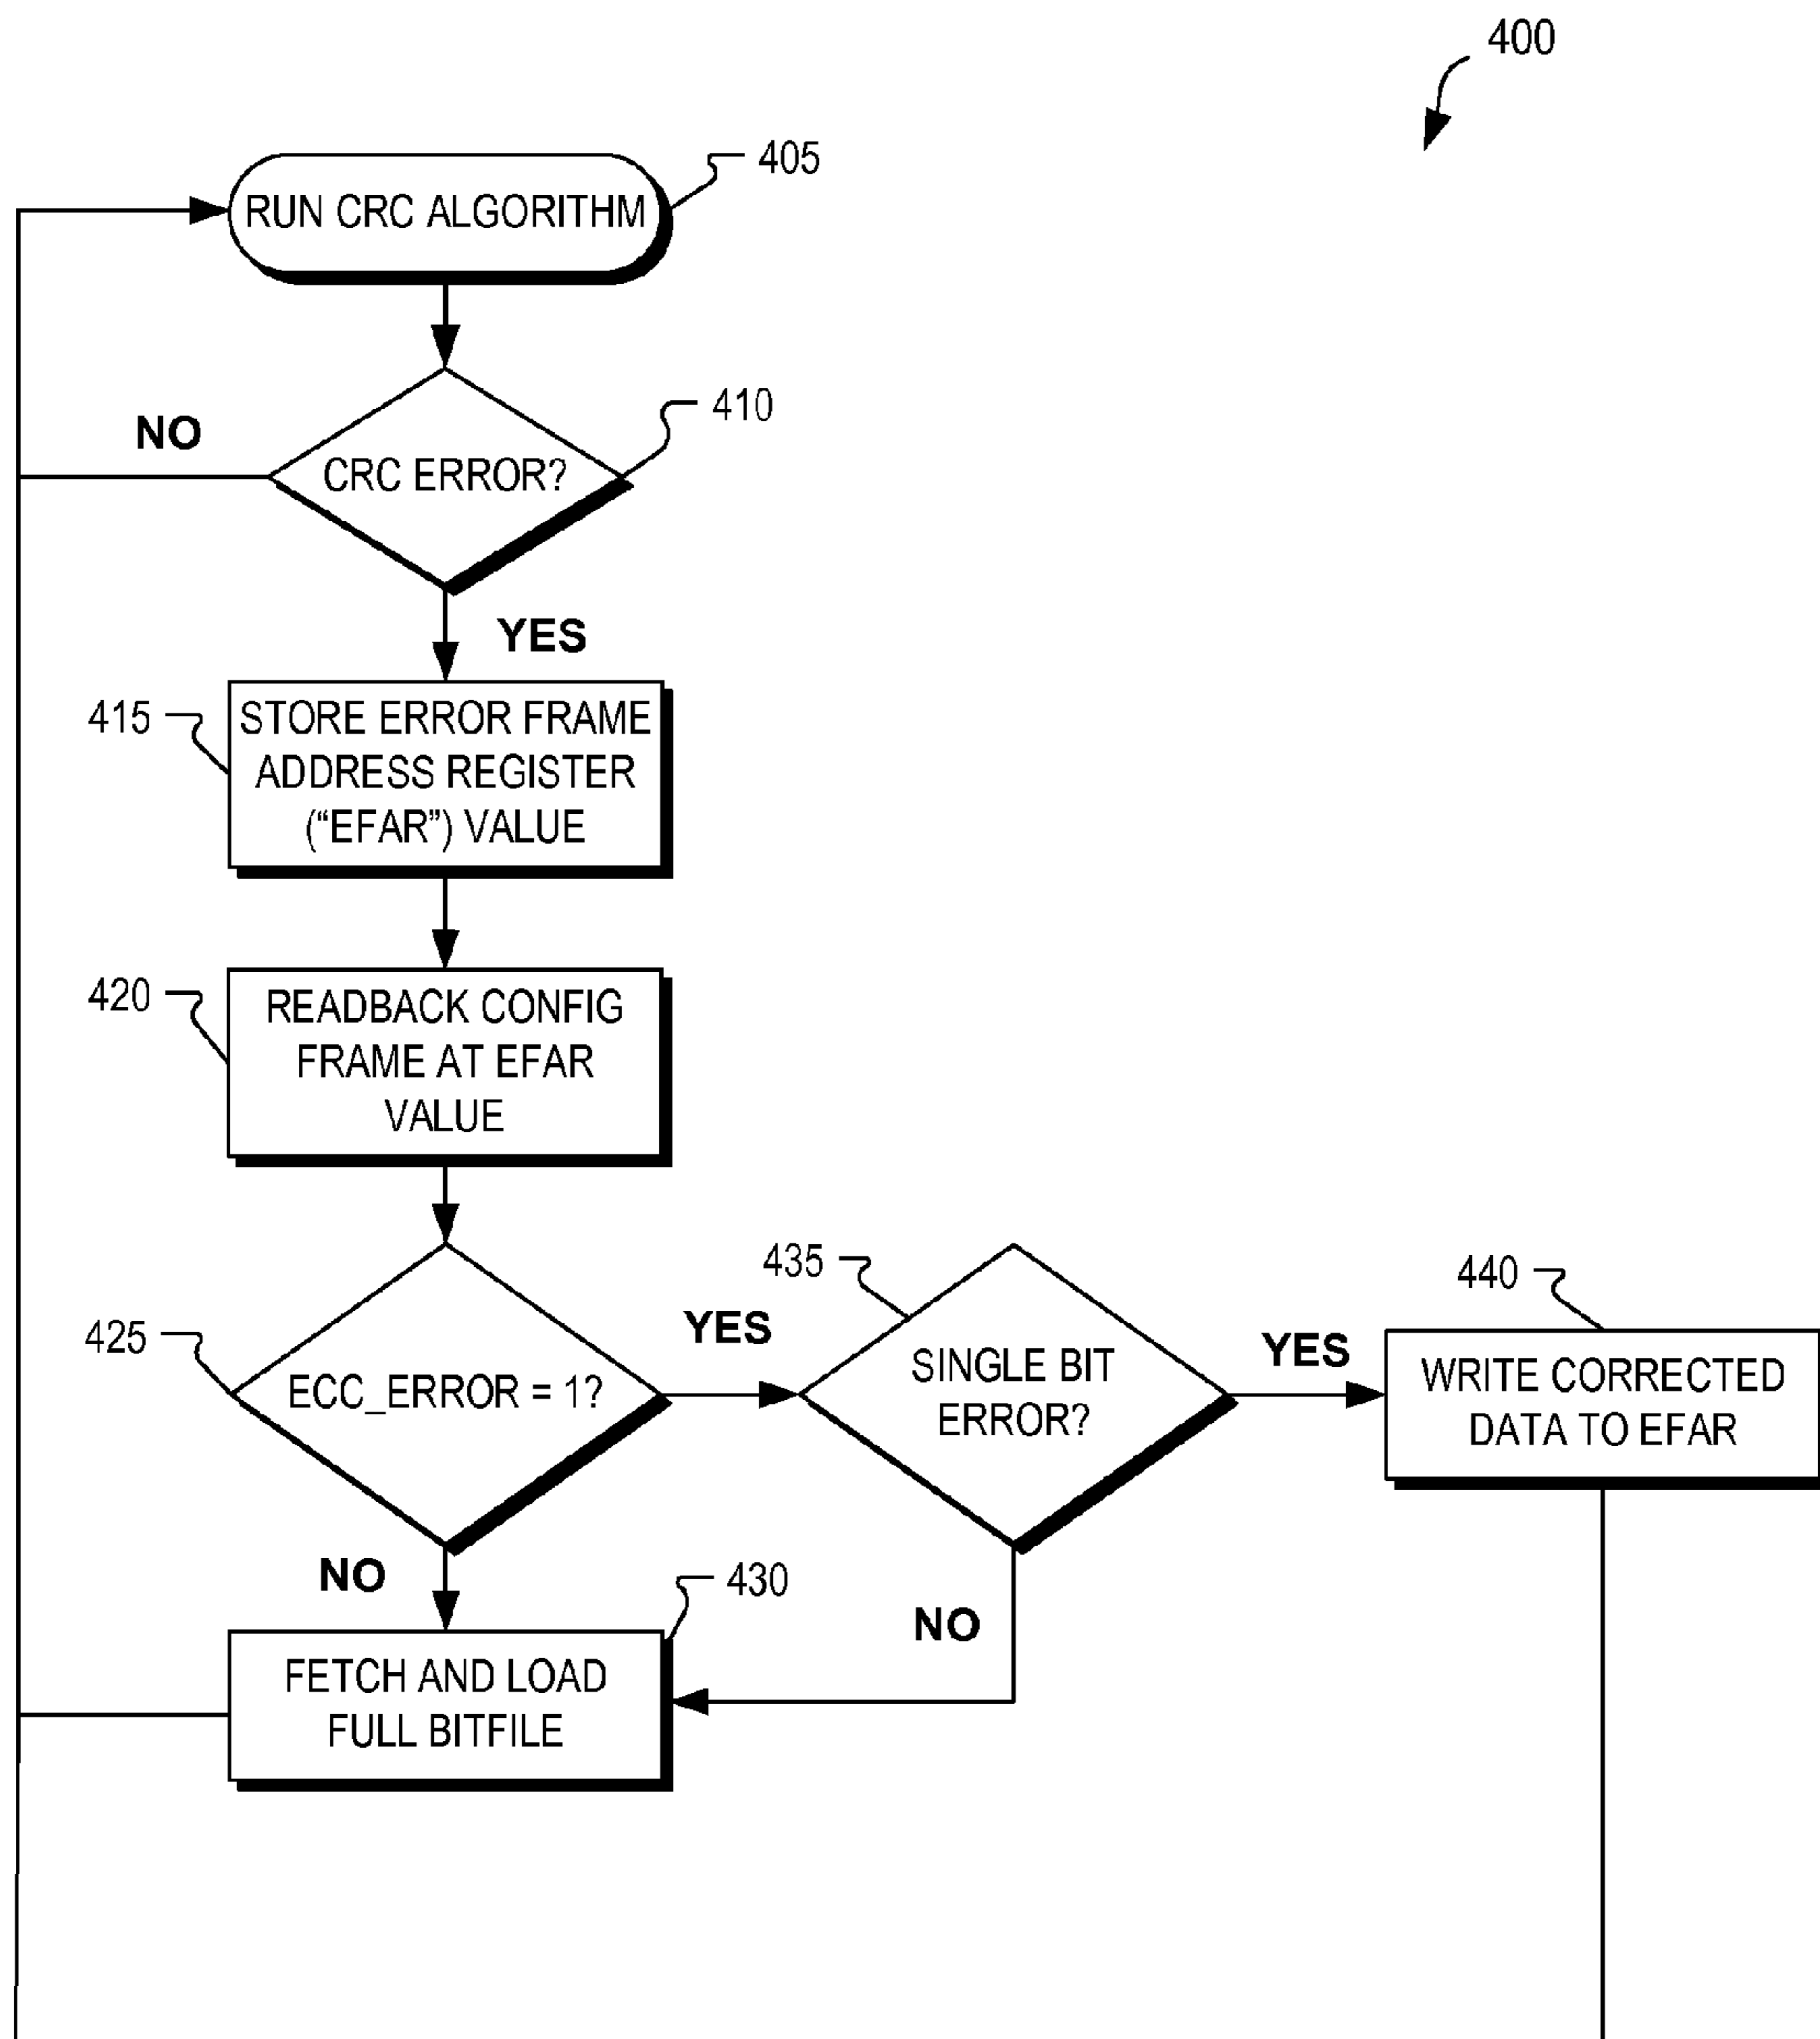 400
405
RUN CRC ALGORITHM
410
NO
CRC ERROR?
YES
415
STORE ERROR FRAME
ADDRESS REGISTER
(“EFAR”) VALUE
420
READBACK CONFIG
FRAME AT EFAR
VALUE
425
ECC_ERROR = 1?
YES
435
SINGLE BIT
ERROR?
YES
440
WRITE CORRECTED
DATA TO EFAR
NO
430
NO
FETCH AND LOAD
FULL BITFILE